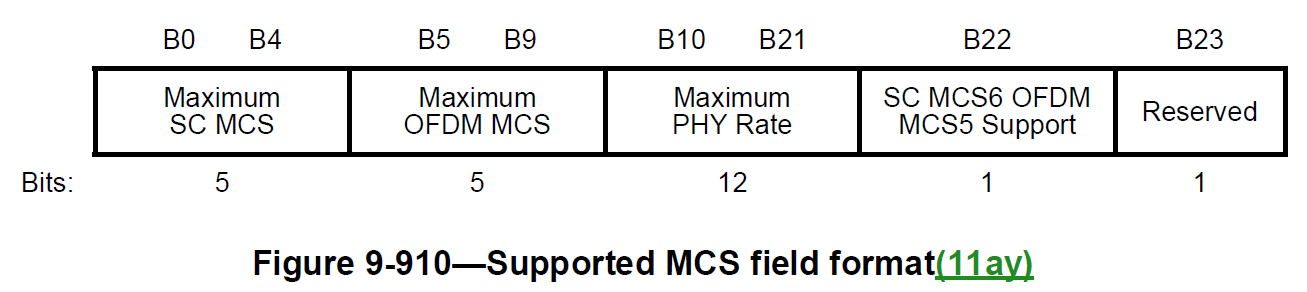 B0 B4 B5 B9 B10 B21 B22 B23
Maximum SC MCS
Maximum OFDM MCS
Maximum PHY Rate
SC MCS6 OFDM MCS5 Support
Reserved
Bits: 5 5 12 1 1
Figure 9-910—Supported MCS field format(11ay)